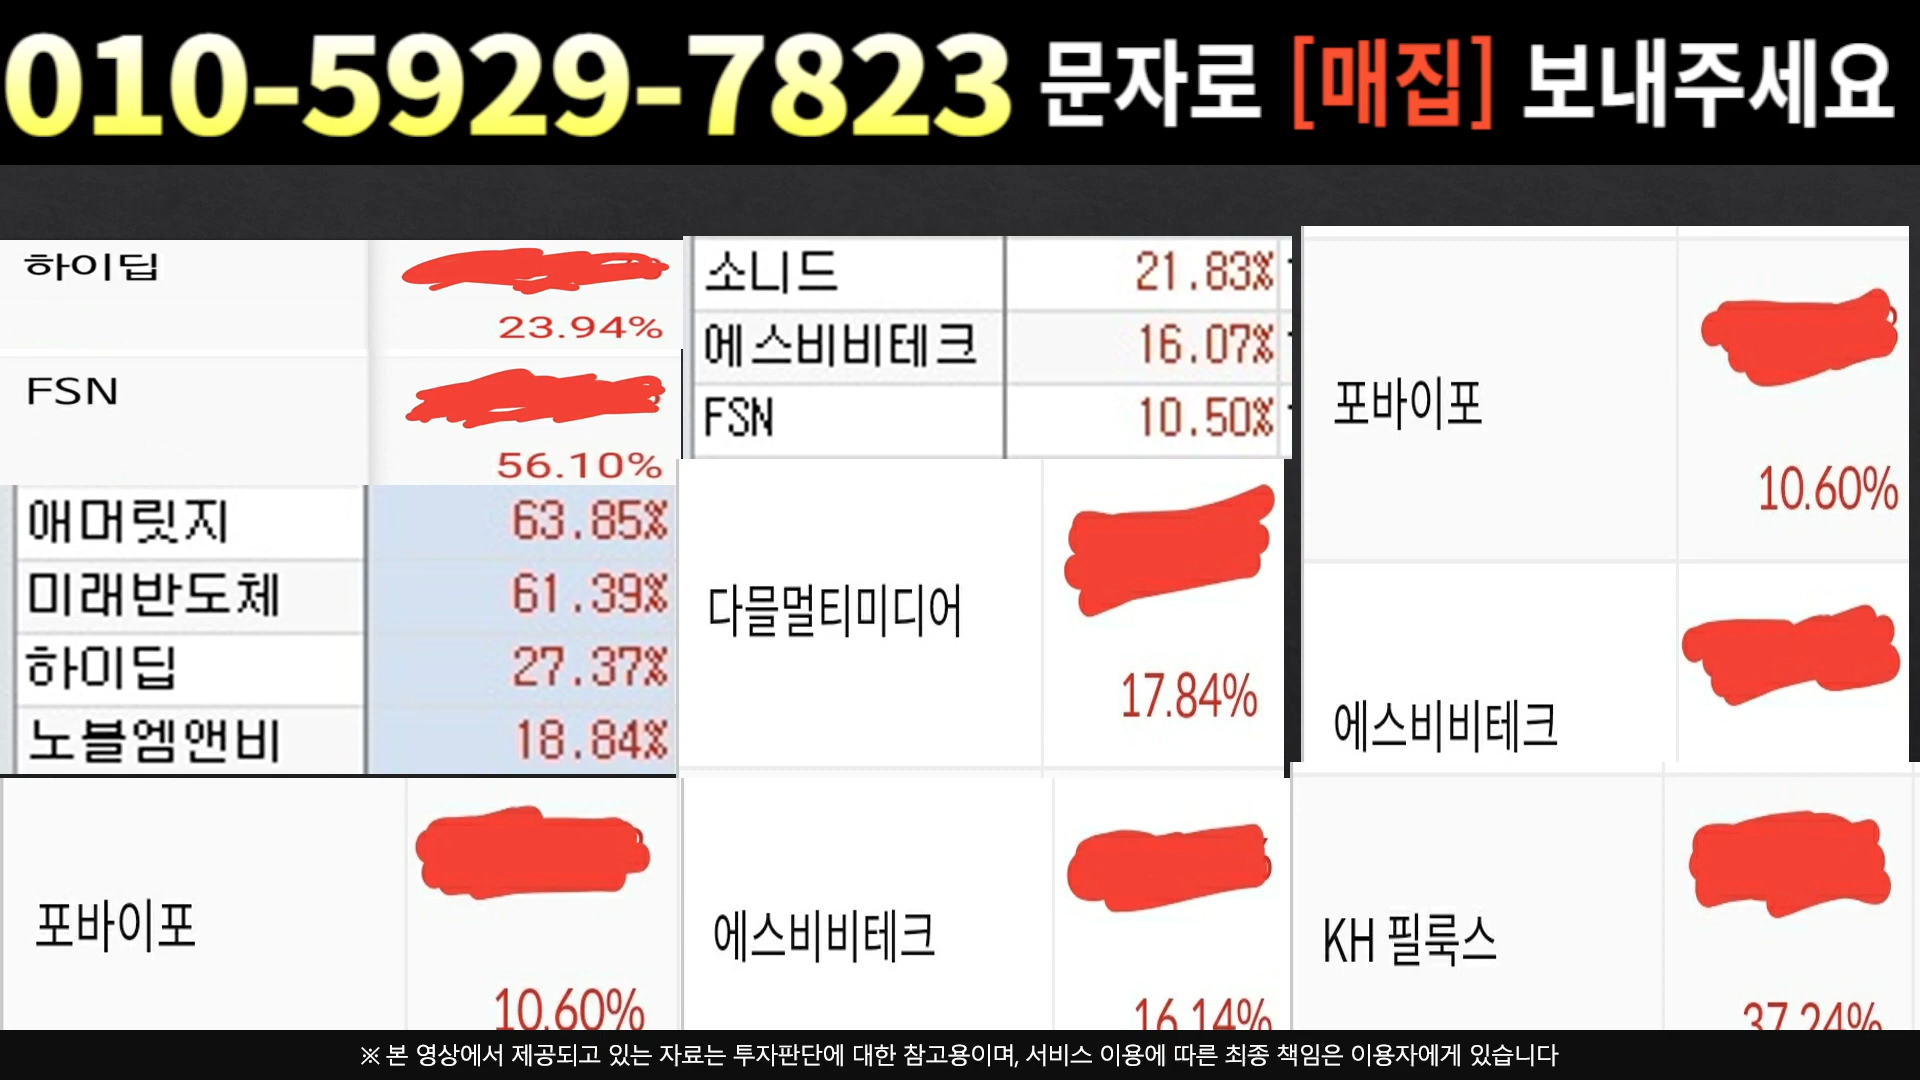 010-5929-7823 문자로 [매집] 보내주세요
하이딥
23.94%
FSN
56.10%
애머릿지 63.85%
미래반도체 61.39%
하이딥 27.37%
노블엠앤비 18.84%
소니드 21.83%
에스비비테크 16.07%
FSN 10.50%
다믈멀티미디어
17.84%
포바이포
10.60%
에스비비테크
포바이포
10.60%
에스비비테크
16.14%
KH 필룩스
37.24%
※ 본 영상에서 제공되고 있는 자료는 투자판단에 대한 참고용이며, 서비스 이용에 따른 최종 책임은 이용자에게 있습니다